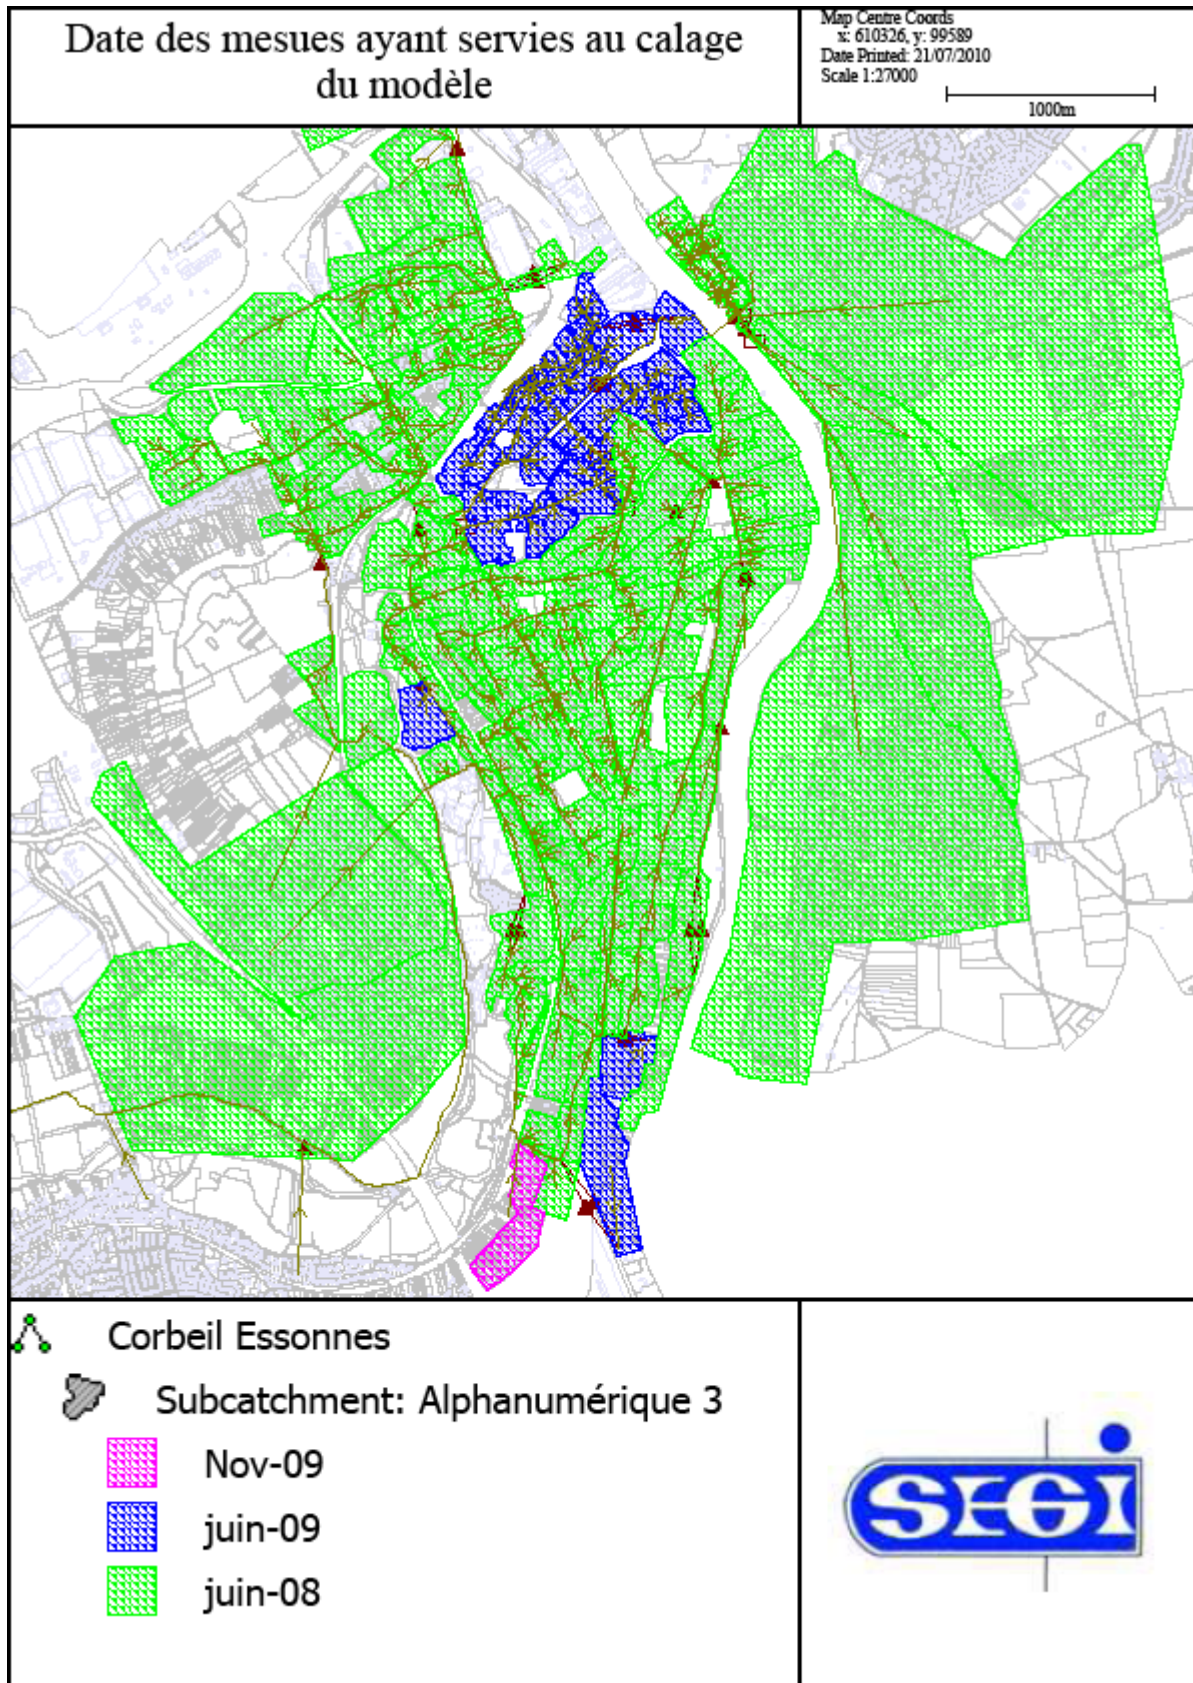 Date des mesues ayant servies au calage
du modèle
Map Centre Coords
x: 610326, y: 99589
Date Printed: 21/07/2010
Scale 1:27000
1000m
Corbeil Essonnes
Subcatchment: Alphanumérique 3
Nov-09
juin-09
juin-08
SEGI